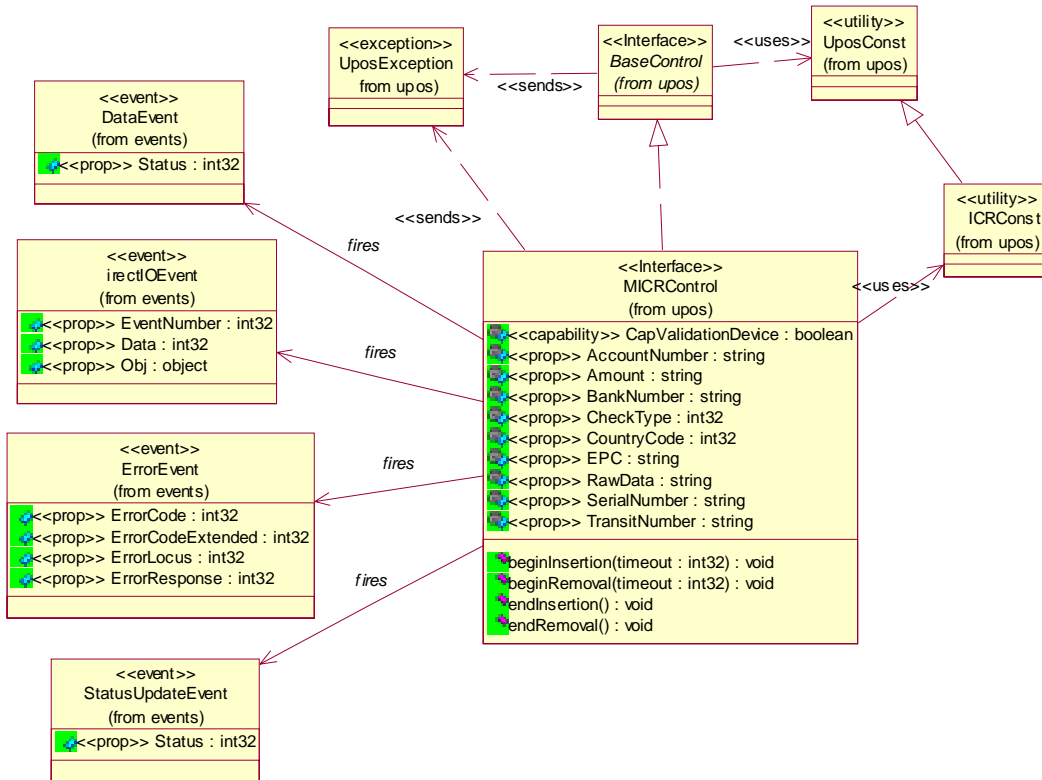 <<exception>>
UposException
from upos)
<<Interface>>
BaseControl
(from upos)
<<utility>>
UposConst
(from upos)
<<uses>>
<<sends>>
<<event>>
DataEvent
(from events)
<<prop>> Status : int32
<<utility>>
ICRConst
(from upos)
<<sends>>
fires
<<event>>
irectIOEvent
(from events)
<<prop>> EventNumber : int32
<<prop>> Data : int32
<<prop>> Obj : object
fires
<<Interface>>
MICRControl
(from upos)
<<capability>> CapValidationDevice : boolean
<<prop>> AccountNumber : string
<<prop>> Amount : string
<<prop>> BankNumber : string
<<prop>> CheckType : int32
<<prop>> CountryCode : int32
<<prop>> EPC : string
<<prop>> RawData : string
<<prop>> SerialNumber : string
<<prop>> TransitNumber : string
beginInsertion(timeout : int32) : void
beginRemoval(timeout : int32) : void
endInsertion() : void
endRemoval() : void
<<uses>>
<<event>>
ErrorEvent
(from events)
<<prop>> ErrorCode : int32
<<prop>> ErrorCodeExtended : int32
<<prop>> ErrorLocus : int32
<<prop>> ErrorResponse : int32
fires
fires
<<event>>
StatusUpdateEvent
(from events)
<<prop>> Status : int32